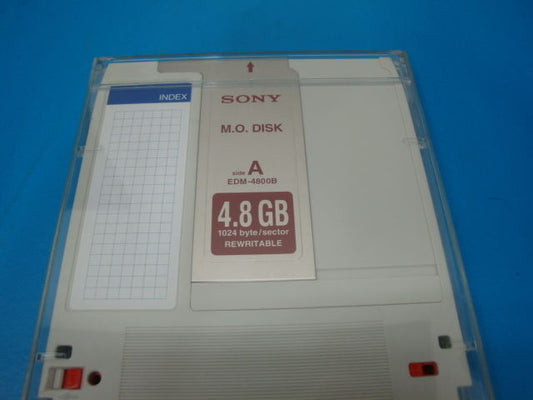 INDEX
SONY
M.O. DISK
side A
EDM-4800B
4.8 GB
1024 byte/sector
REWRITABLE